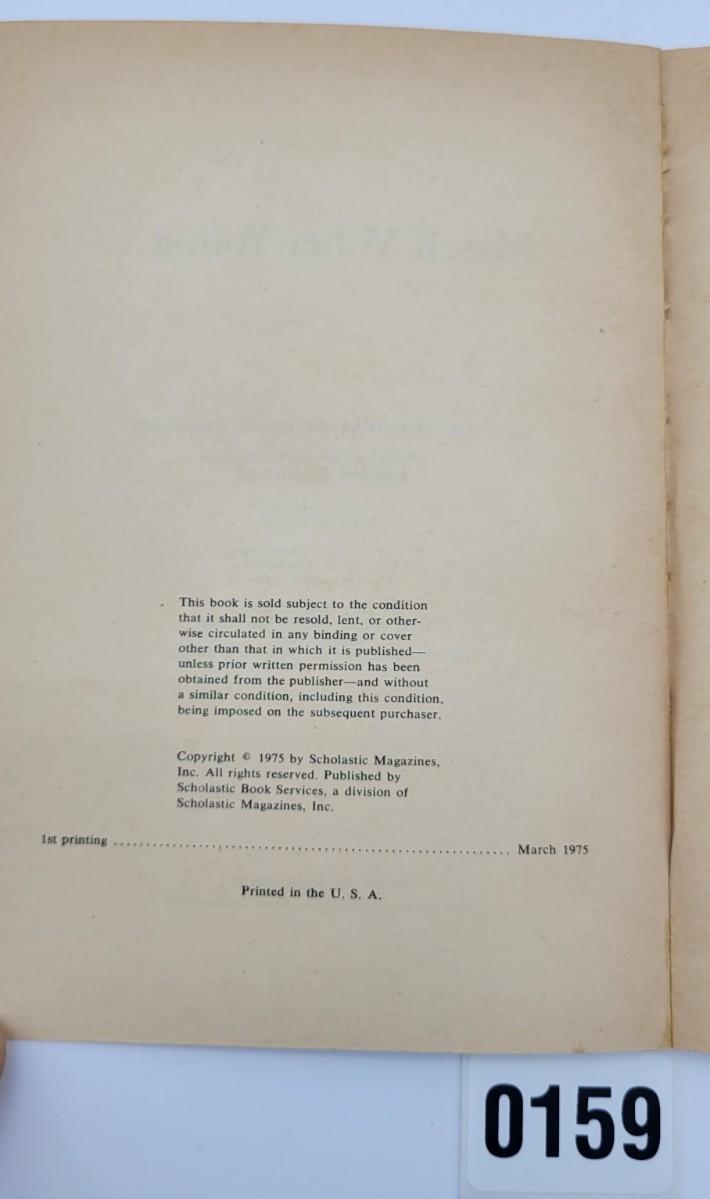 This book is sold subject to the condition
that it shall not be resold, lent, or other-
wise circulated in any binding or cover
other than that in which it is published—
unless prior written permission has been
obtained from the publisher—and without
a similar condition, including this condition,
being imposed on the subsequent purchaser.
Copyright © 1975 by Scholastic Magazines,
Inc. All rights reserved. Published by
Scholastic Book Services, a division of
Scholastic Magazines, Inc.
1st printing ............................................................ March 1975
Printed in the U. S. A.
0159